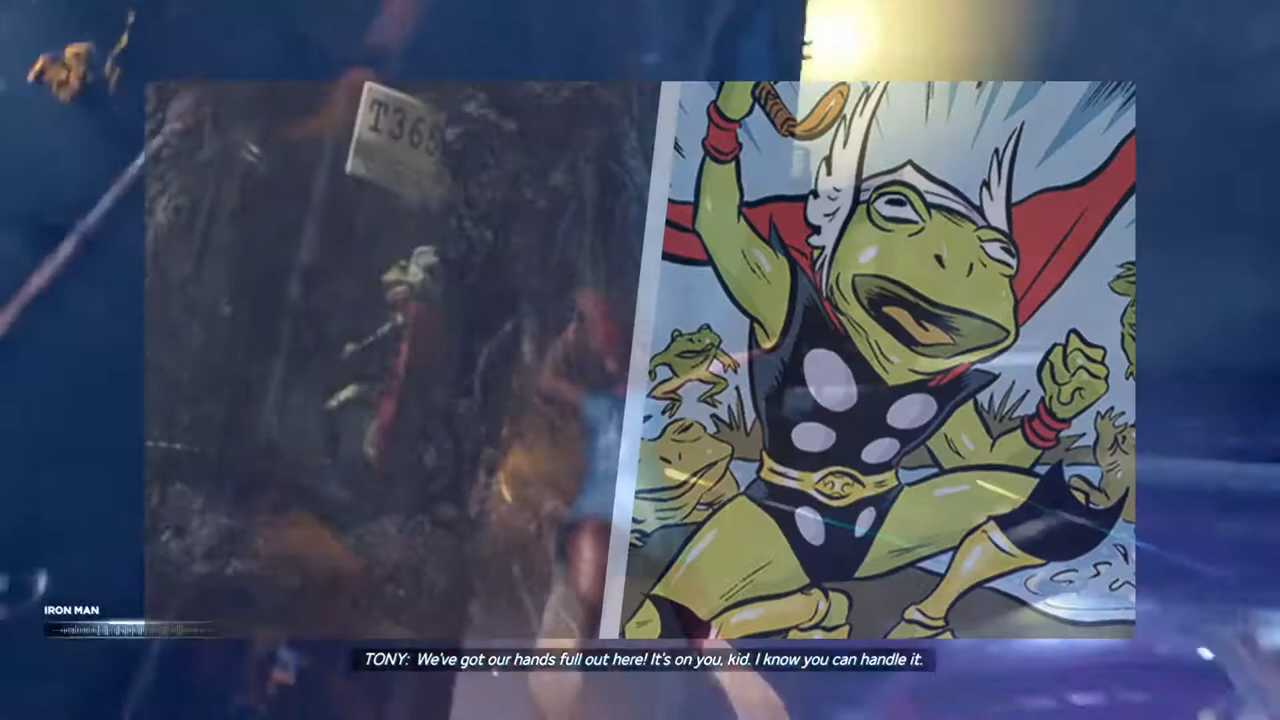 T365
IRON MAN
TONY: We've got our hands full out here! It's on you, kid. I know you can handle it.